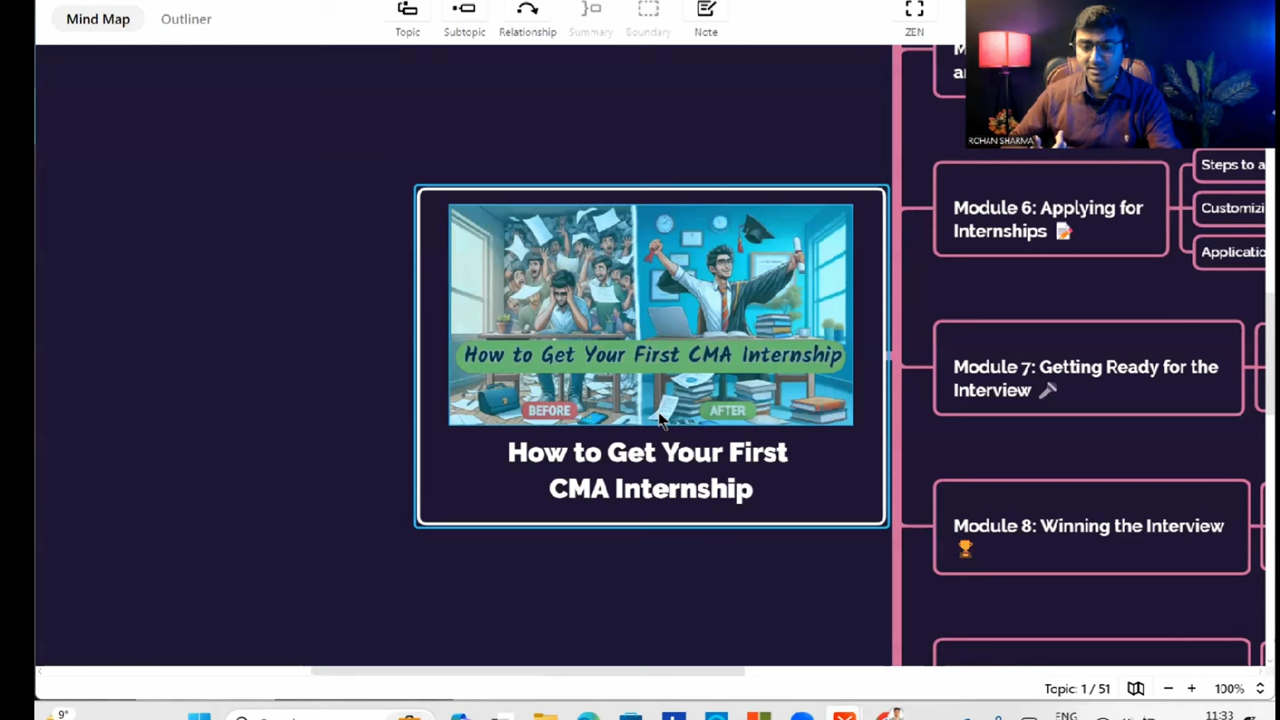 Mind Map
Outliner
Topic
Subtopic
Relationship
Summary
Boundary
Note
ZEN
ROHAN SHARMA
Steps to a
Module 6: Applying for
Internships
Customizi
Applicatio
How to Get Your First CMA Internship
BEFORE
AFTER
How to Get Your First
CMA Internship
Module 7: Getting Ready for the
Interview
Module 8: Winning the Interview
Topic: 1 / 51
100%
9°
ENG
11:33